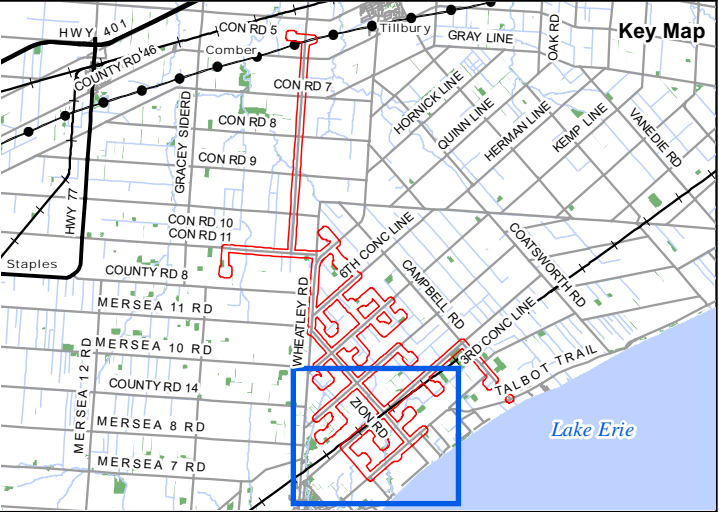 Key Map
HWY 401
CON RD 5
Tillbury
GRAY LINE
OAK RD
COUNTY RD 46
Comber
CON RD 7
HORNICK LINE
QUINN LINE
HERMAN LINE
KEMP LINE
VANEDIE RD
CON RD 8
GRACEY SIDERD
CON RD 9
HWY 77
CON RD 10
CON RD 11
6TH CONC LINE
COATSWORTH RD
Staples
COUNTY RD 8
CAMPBELL RD
MERSEA 11 RD
WHEATLEY RD
3RD CONC LINE
MERSEA 10 RD
MERSEA 12 RD
COUNTY RD 14
TALBOT TRAIL
ZION RD
MERSEA 8 RD
Lake Erie
MERSEA 7 RD